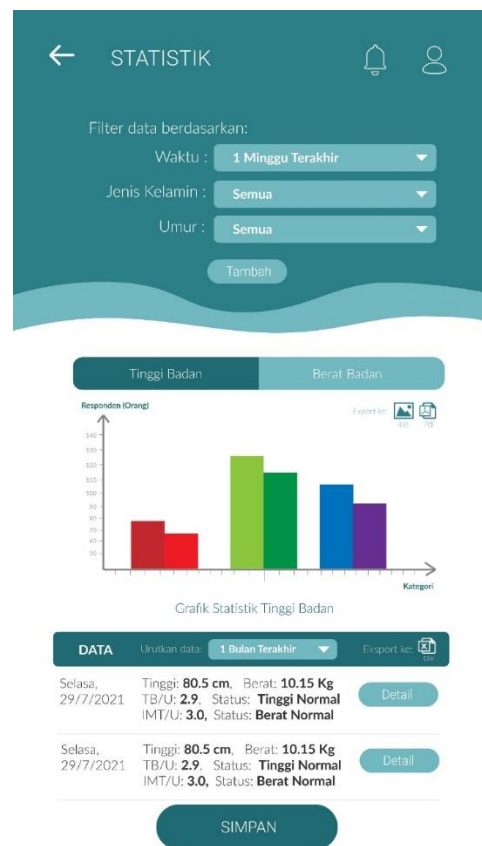 STATISTIK
Filter data berdasarkan:
Waktu : 1 Minggu Terakhir
Jenis Kelamin : Semua
Umur : Semua
Tambah
Tinggi Badan Berat Badan
Responden (Orang)
Export ke:
Pdf
140
130
120
110
100
90
80
70
60
50
Kategori
Grafik Statistik Tinggi Badan
DATA Urutkan data: 1 Bulan Terakhir Eksport ke:
CSV
Selasa, 29/7/2021
Tinggi: 80.5 cm, Berat: 10.15 Kg
TB/U: 2.9, Status: Tinggi Normal
IMT/U: 3.0, Status: Berat Normal
Detail
Selasa, 29/7/2021
Tinggi: 80.5 cm, Berat: 10.15 Kg
TB/U: 2.9, Status: Tinggi Normal
IMT/U: 3.0, Status: Berat Normal
Detail
SIMPAN